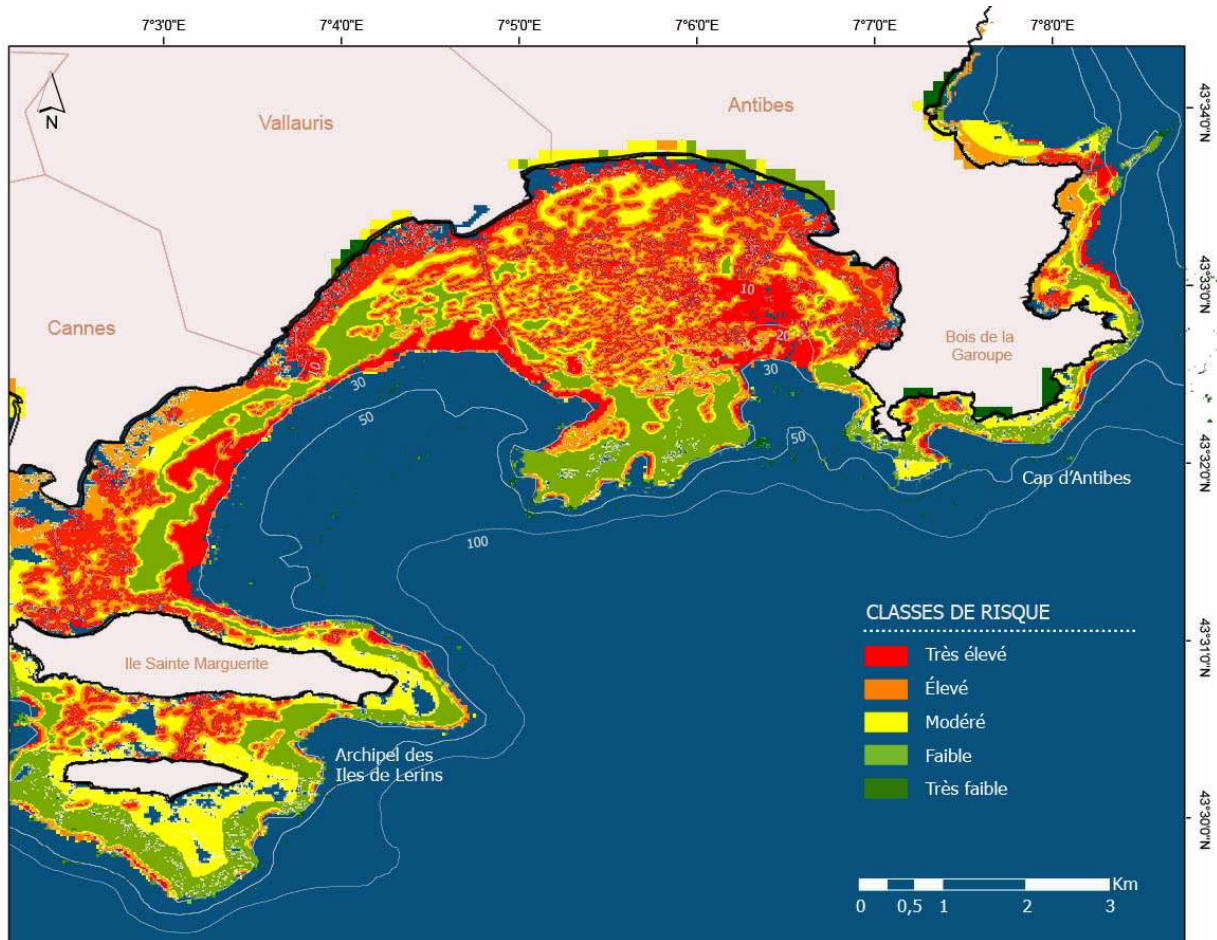 7°3'0"E
7°4'0"E
7°5'0"E
7°6'0"E
7°7'0"E
7°8'0"E
43°34'0"N
43°33'0"N
43°32'0"N
43°31'0"N
43°30'0"N
N
Vallauris
Antibes
Cannes
Bois de la
Garoupe
10
20
30
50
10
30
50
100
Cap d'Antibes
Ile Sainte Marguerite
Archipel des
Iles de Lerins
CLASSES DE RISQUE
Très élevé
Élevé
Modéré
Faible
Très faible
Km
0 0,5 1 2 3